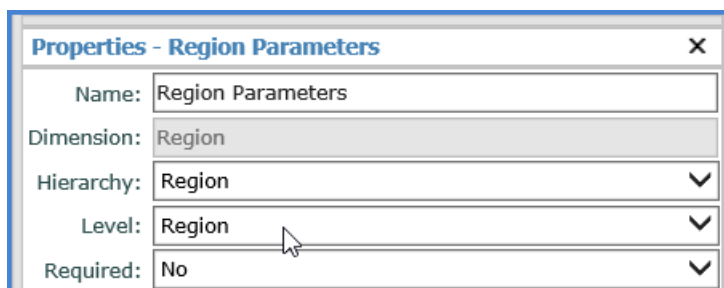 Properties - Region Parameters
Name: Region Parameters
Dimension: Region
Hierarchy: Region
Level: Region
Required: No